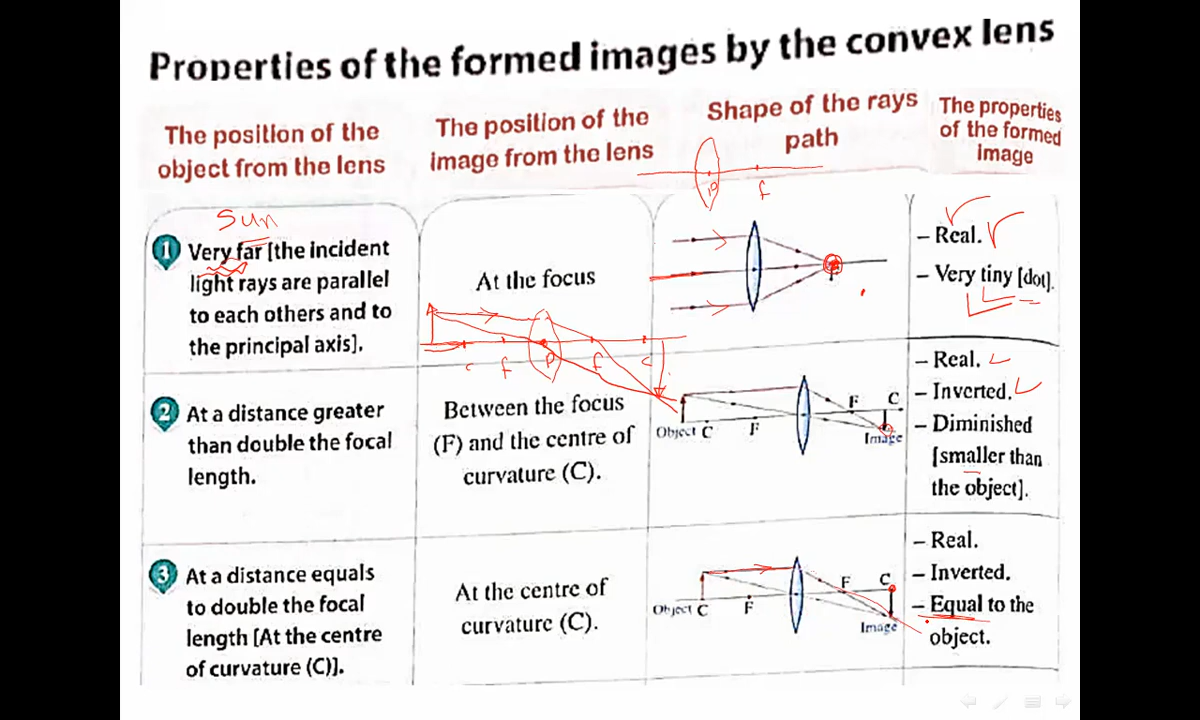 Properties of the formed images by the convex lens
The position of the
object from the lens
The position of the
image from the lens
Shape of the rays
path
The properties
of the formed
image
P
f
Sun
1 Very far [the incident
light rays are parallel
to each others and to
the principal axis].
At the focus
– Real.
– Very tiny [dot].
c f P f c
2 At a distance greater
than double the focal
length.
Between the focus
(F) and the centre of
curvature (C).
Object C F F C
Image
– Real.
– Inverted.
– Diminished
[smaller than
the object].
3 At a distance equals
to double the focal
length [At the centre
of curvature (C)].
At the centre of
curvature (C).
Object C F F C
Image
– Real.
– Inverted.
– Equal to the
object.